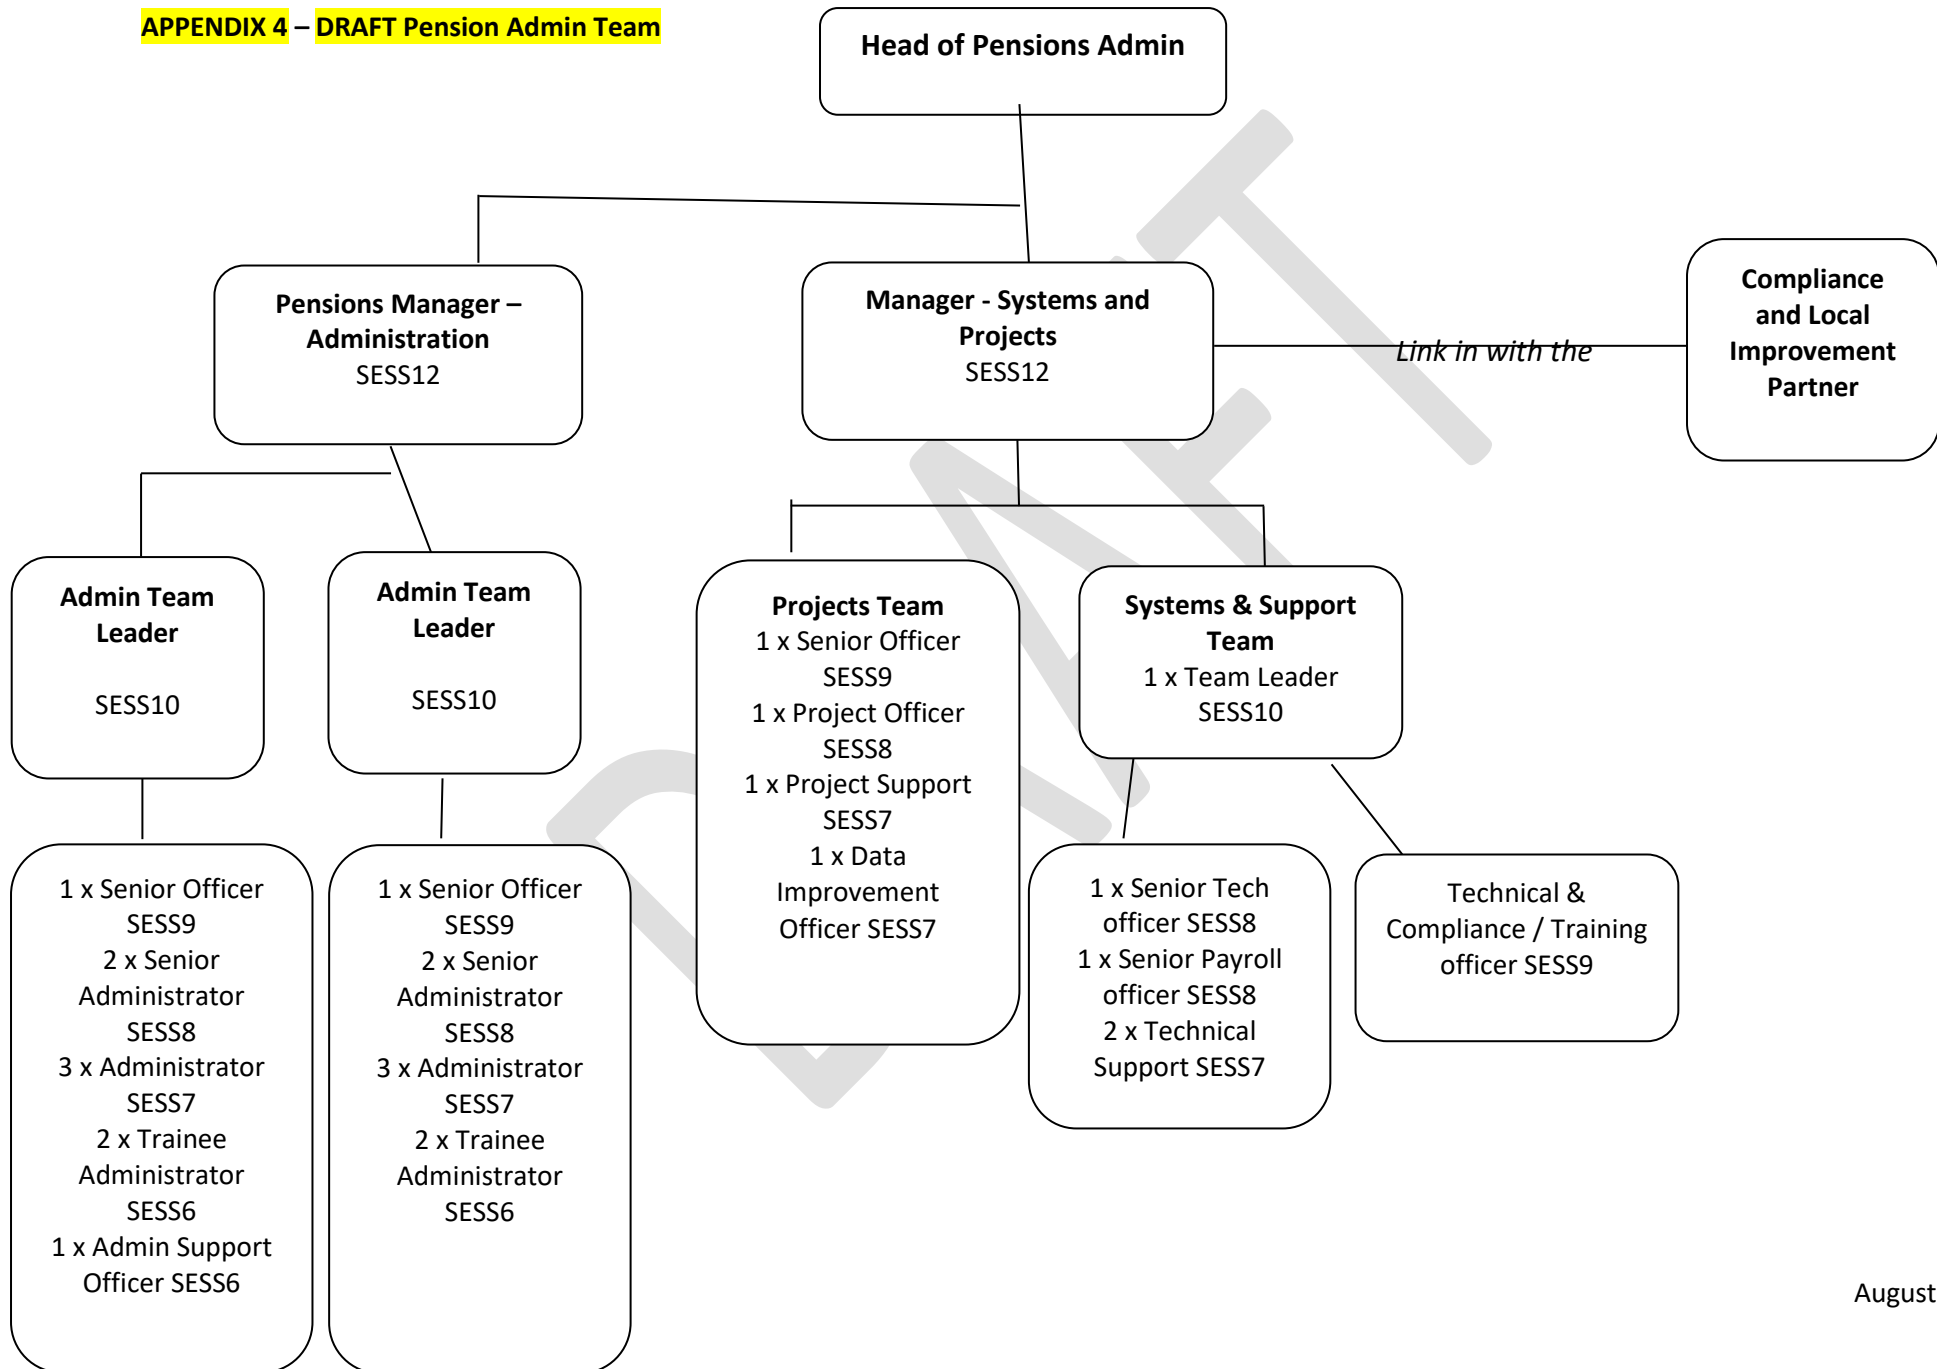 APPENDIX 4 – DRAFT Pension Admin Team
Head of Pensions Admin
Pensions Manager –
Administration
SESS12
Manager - Systems and
Projects
SESS12
Link in with the
Compliance
and Local
Improvement
Partner
Admin Team
Leader
SESS10
Admin Team
Leader
SESS10
Projects Team
1 x Senior Officer
SESS9
1 x Project Officer
SESS8
1 x Project Support
SESS7
1 x Data
Improvement
Officer SESS7
Systems & Support
Team
1 x Team Leader
SESS10
1 x Senior Officer
SESS9
2 x Senior
Administrator
SESS8
3 x Administrator
SESS7
2 x Trainee
Administrator
SESS6
1 x Admin Support
Officer SESS6
1 x Senior Officer
SESS9
2 x Senior
Administrator
SESS8
3 x Administrator
SESS7
2 x Trainee
Administrator
SESS6
1 x Senior Tech
officer SESS8
1 x Senior Payroll
officer SESS8
2 x Technical
Support SESS7
Technical &
Compliance / Training
officer SESS9
DRAFT
August